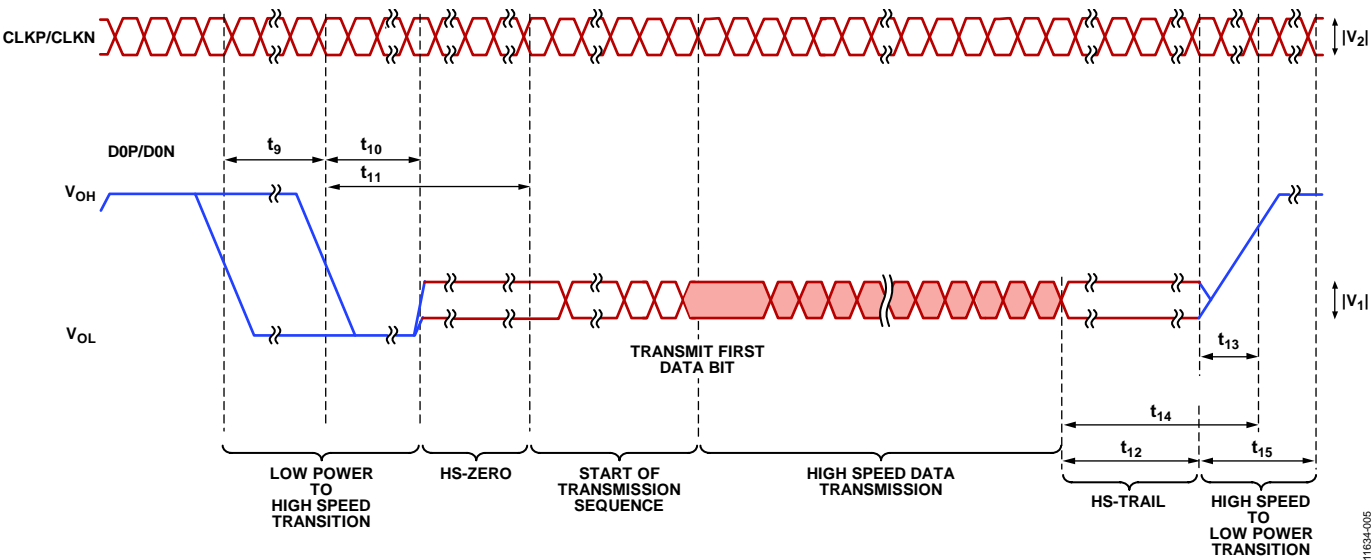 CLKP/CLKN
|V2|
D0P/D0N
t9
t10
t11
VOH
VOL
|V1|
TRANSMIT FIRST
DATA BIT
t13
t14
t12
t15
LOW POWER
TO
HIGH SPEED
TRANSITION
HS-ZERO
START OF
TRANSMISSION
SEQUENCE
HIGH SPEED DATA
TRANSMISSION
HS-TRAIL
HIGH SPEED
TO
LOW POWER
TRANSITION
11634-005